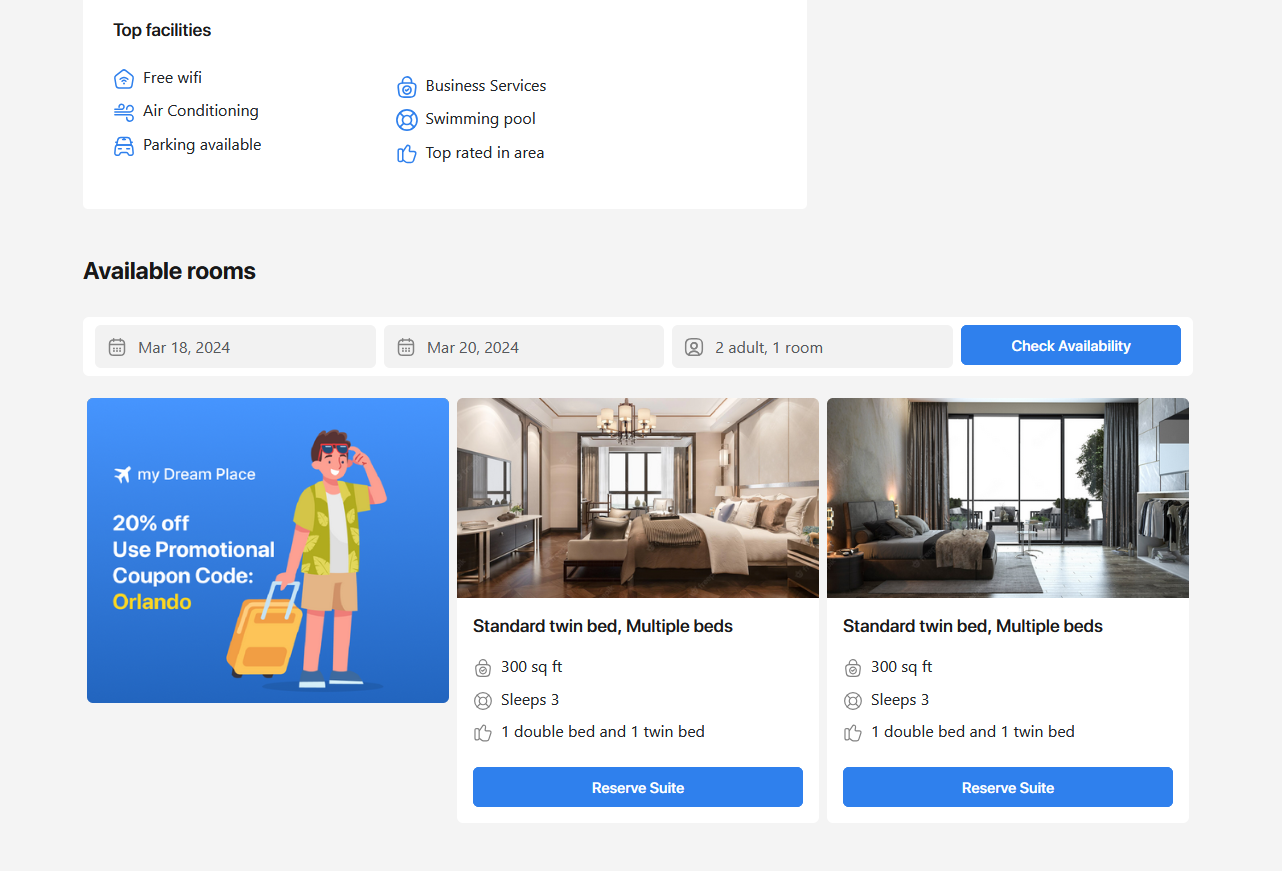 Top facilities
Free wifi
Air Conditioning
Parking available
Business Services
Swimming pool
Top rated in area
Available rooms
Mar 18, 2024
Mar 20, 2024
2 adult, 1 room
Check Availability
my Dream Place
20% off
Use Promotional
Coupon Code:
Orlando
Standard twin bed, Multiple beds
300 sq ft
Sleeps 3
1 double bed and 1 twin bed
Reserve Suite
Standard twin bed, Multiple beds
300 sq ft
Sleeps 3
1 double bed and 1 twin bed
Reserve Suite